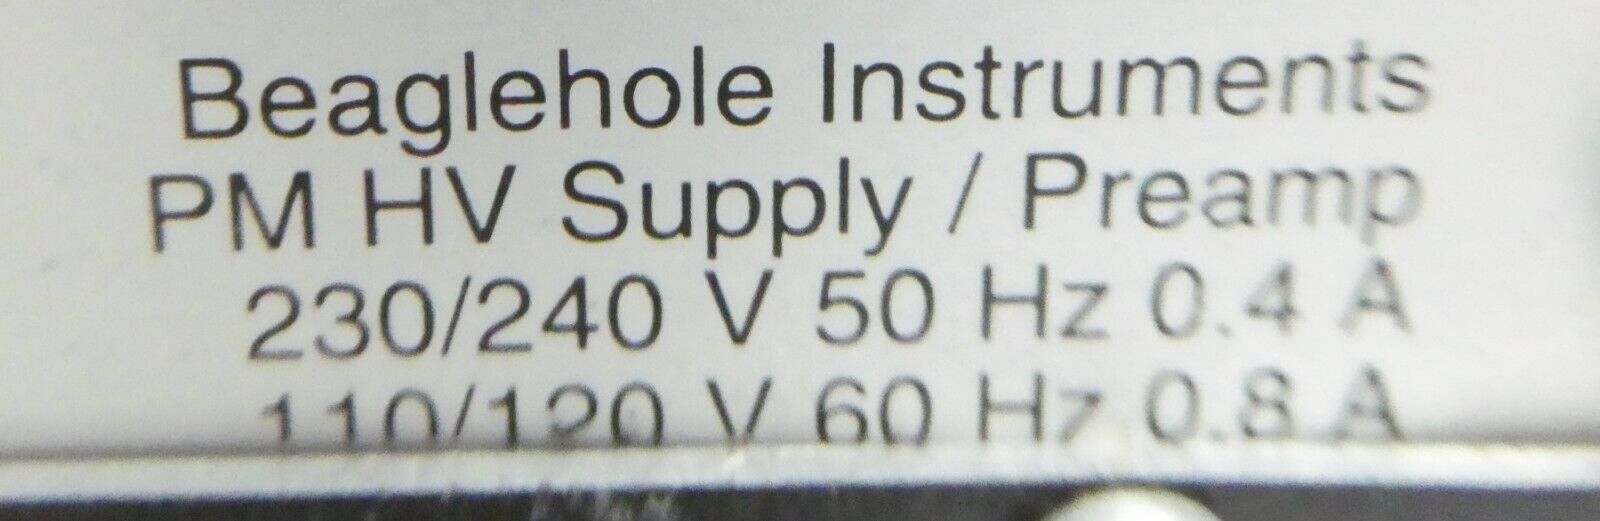 Beaglehole Instruments
PM HV Supply / Preamp
230/240 V 50 Hz 0.4 A
110/120 V 60 Hz 0.8 A